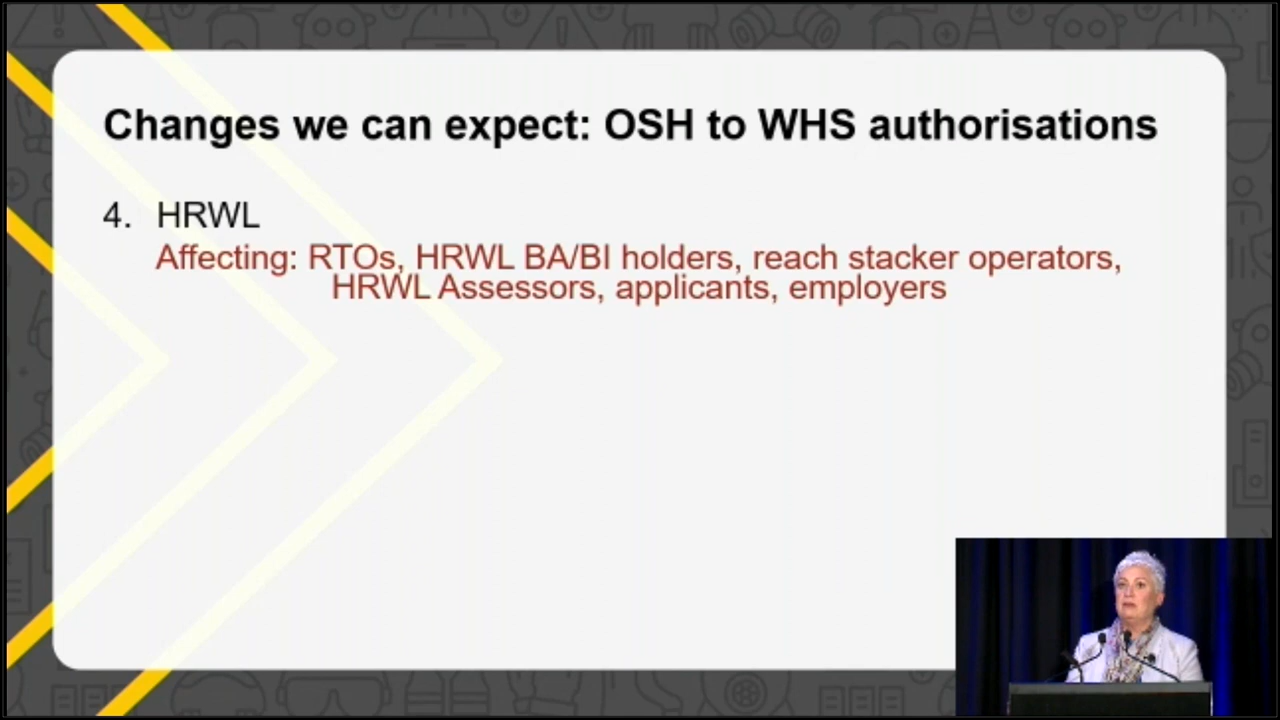 Changes we can expect: OSH to WHS authorisations
4. HRWL
Affecting: RTOs, HRWL BA/BI holders, reach stacker operators,
HRWL Assessors, applicants, employers